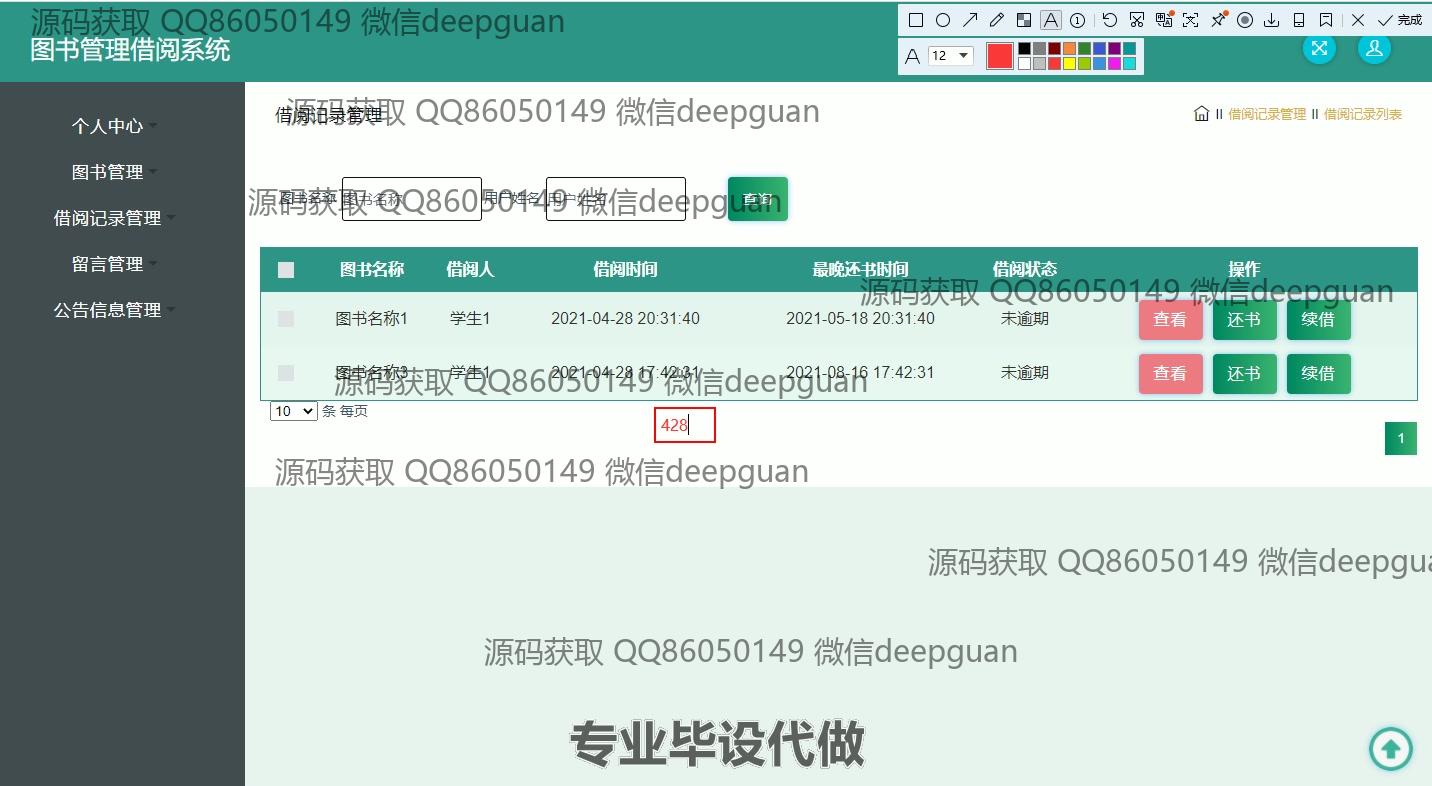 源码获取 QQ86050149 微信deepguan
图书管理借阅系统
完成
A 12
个人中心
图书管理
借阅记录管理
留言管理
公告信息管理
借阅记录管理
源码获取 QQ86050149 微信deepguan
借阅记录管理 借阅记录列表
图书名称 图书名称 用户姓名 用户姓名 查询
源码获取 QQ86050149 微信deepguan
图书名称 借阅人 借阅时间 最晚还书时间 借阅状态 操作
源码获取 QQ86050149 微信deepguan
图书名称1 学生1 2021-04-28 20:31:40 2021-05-18 20:31:40 未逾期 查看 还书 续借
图书名称3 学生1 2021-04-28 17:42:31 2021-08-16 17:42:31 未逾期 查看 还书 续借
源码获取 QQ86050149 微信deepguan
10 条 每页
428
1
源码获取 QQ86050149 微信deepguan
源码获取 QQ86050149 微信deepgua
源码获取 QQ86050149 微信deepguan
专业毕设代做